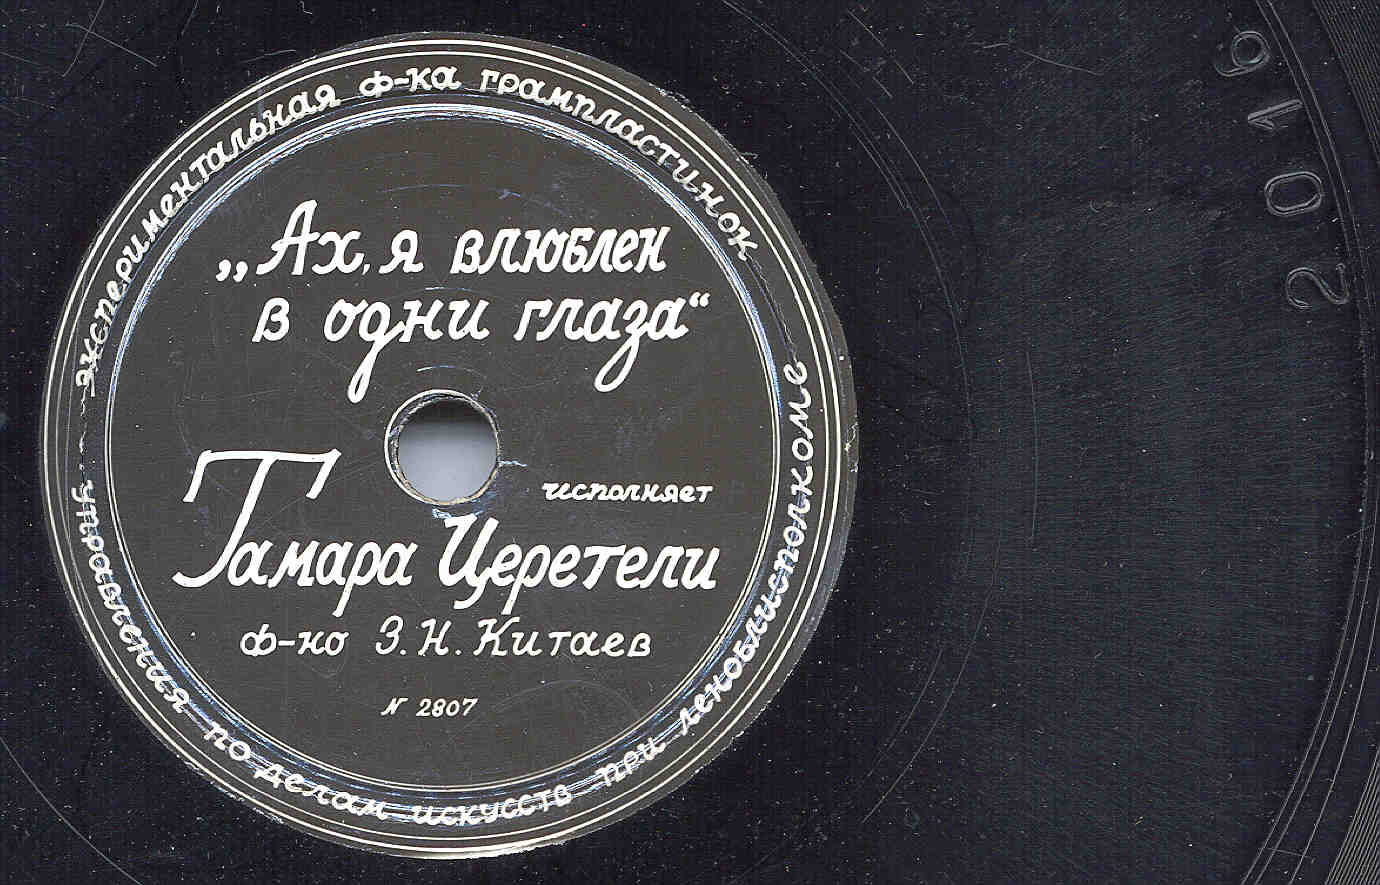 экспериментальная ф-ка грампластинок
управления по делам искусств при леноблисполкоме
„Ах, я влюблен
в одни глаза“
исполняет
Тамара Церетели
ф-но З. Н. Китаев
N 2807
2016